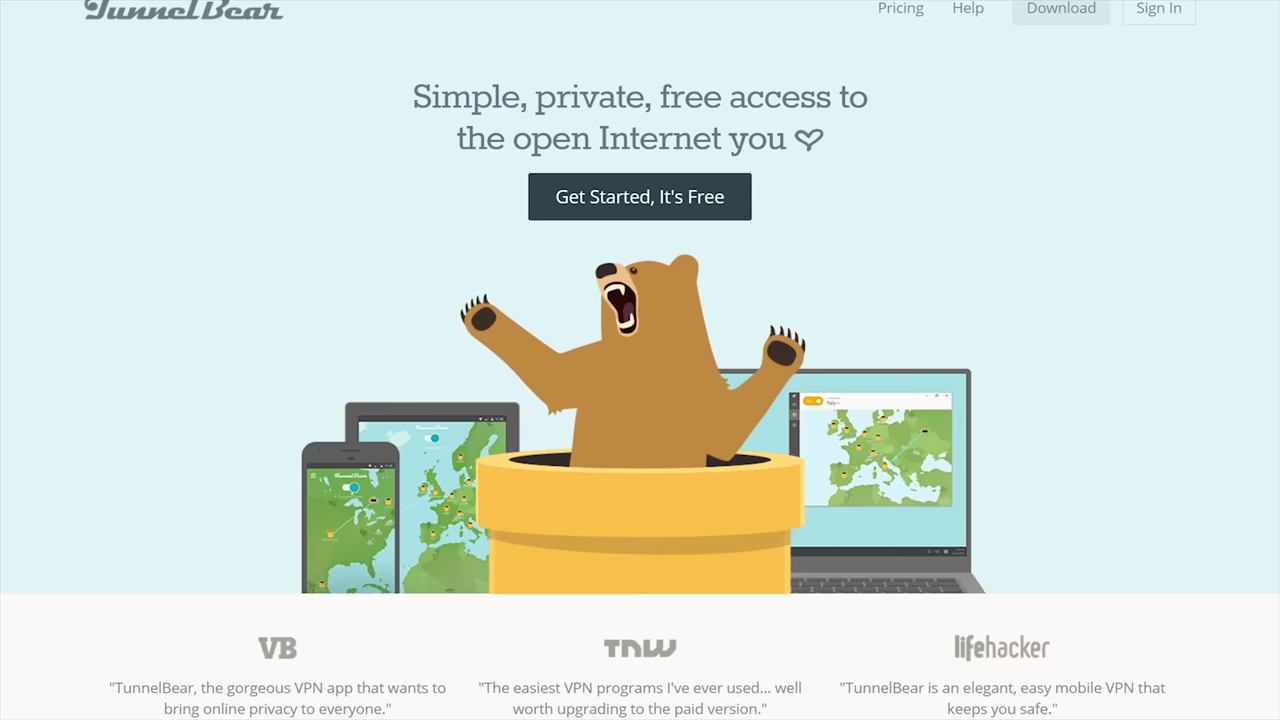 TunnelBear
Pricing
Help
Download
Sign In
Simple, private, free access to
the open Internet you
Get Started, It's Free
TunnelBear
TunnelBear
Italy
VB
TNW
lifehacker
"TunnelBear, the gorgeous VPN app that wants to
bring online privacy to everyone."
"The easiest VPN programs I've ever used... well
worth upgrading to the paid version."
"TunnelBear is an elegant, easy mobile VPN that
keeps you safe."